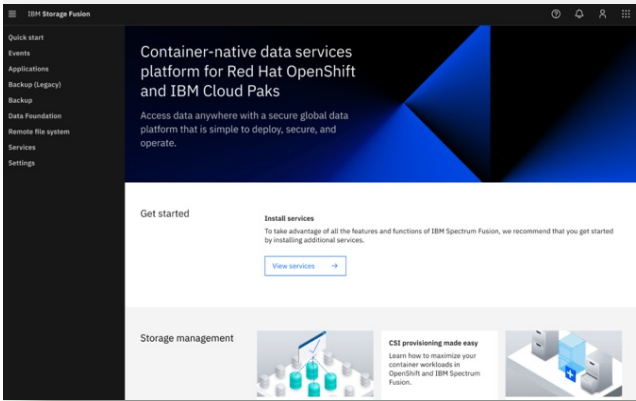 IBM Storage Fusion
Quick start
Events
Applications
Backup (Legacy)
Backup
Data Foundation
Remote file system
Services
Settings
Container-native data services
platform for Red Hat OpenShift
and IBM Cloud Paks
Access data anywhere with a secure global data
platform that is simple to deploy, secure, and
operate.
Get started
Install services
To take advantage of all the features and functions of IBM Spectrum Fusion, we recommend that you get started
by installing additional services.
View services
Storage management
CSI provisioning made easy
Learn how to maximize your
container workloads in
OpenShift and IBM Spectrum
Fusion.